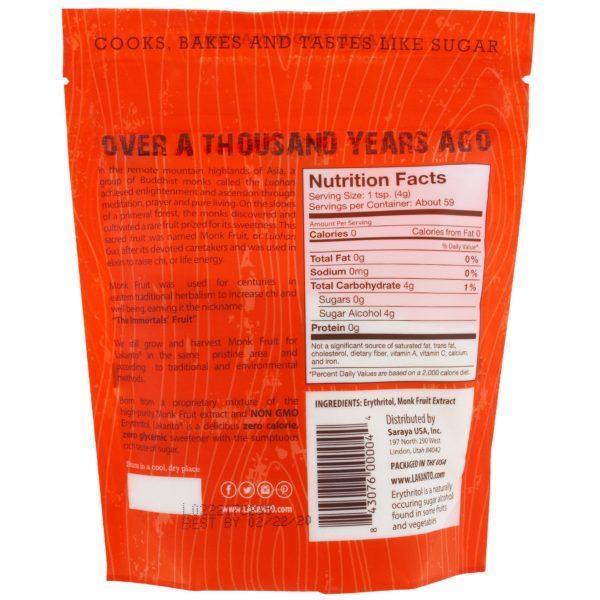 COOKS, BAKES AND TASTES LIKE SUGAR
OVER A THOUSAND YEARS AGO
In the remote mountain highlands of Asia, a
group of Buddhist monks called the Luohan
achieved enlightenment and ascension through
meditation, prayer and pure living. On the slopes
of a primeval forest, the monks discovered and
cultivated a rare fruit prized for its sweetness. This
sacred fruit was named Monk Fruit, or Luohan
Guo after its devoted caretakers and was used in
elixirs to raise chi, or life energy.
Monk Fruit was used for centuries in
eastern traditional herbalism to increase chi and
well-being, earning it the nickname
"The Immortals' Fruit"
We still grow and harvest Monk Fruit for
Lakanto® in the same pristine area and
according to traditional and environmental
methods.
Born from a proprietary mixture of the
high-purity Monk Fruit extract and NON GMO
Erythritol, Lakanto® is a delicious zero calorie,
zero glycemic sweetener with the sumptuous
rich taste of sugar.
Store in a cool, dry place
www.LAKANTO.com
BEST BY 02/22/20
Nutrition Facts
Serving Size: 1 tsp. (4g)
Servings per Container: About 59
Amount Per Serving
Calories 0 Calories from Fat 0
% Daily Value*
Total Fat 0g 0%
Sodium 0mg 0%
Total Carbohydrate 4g 1%
Sugars 0g
Sugar Alcohol 4g
Protein 0g
Not a significant source of saturated fat, trans fat,
cholesterol, dietary fiber, vitamin A, vitamin C, calcium,
and iron.
*Percent Daily Values are based on a 2,000 calorie diet.
INGREDIENTS: Erythritol, Monk Fruit Extract
8 43076 00004 4
Distributed by
Saraya USA, Inc.
197 North 290 West
Lindon, Utah 84042
PACKAGED IN THE USA
www.LAKANTO.com
Erythritol is a naturally
occuring sugar alcohol
found in some fruits
and vegetables